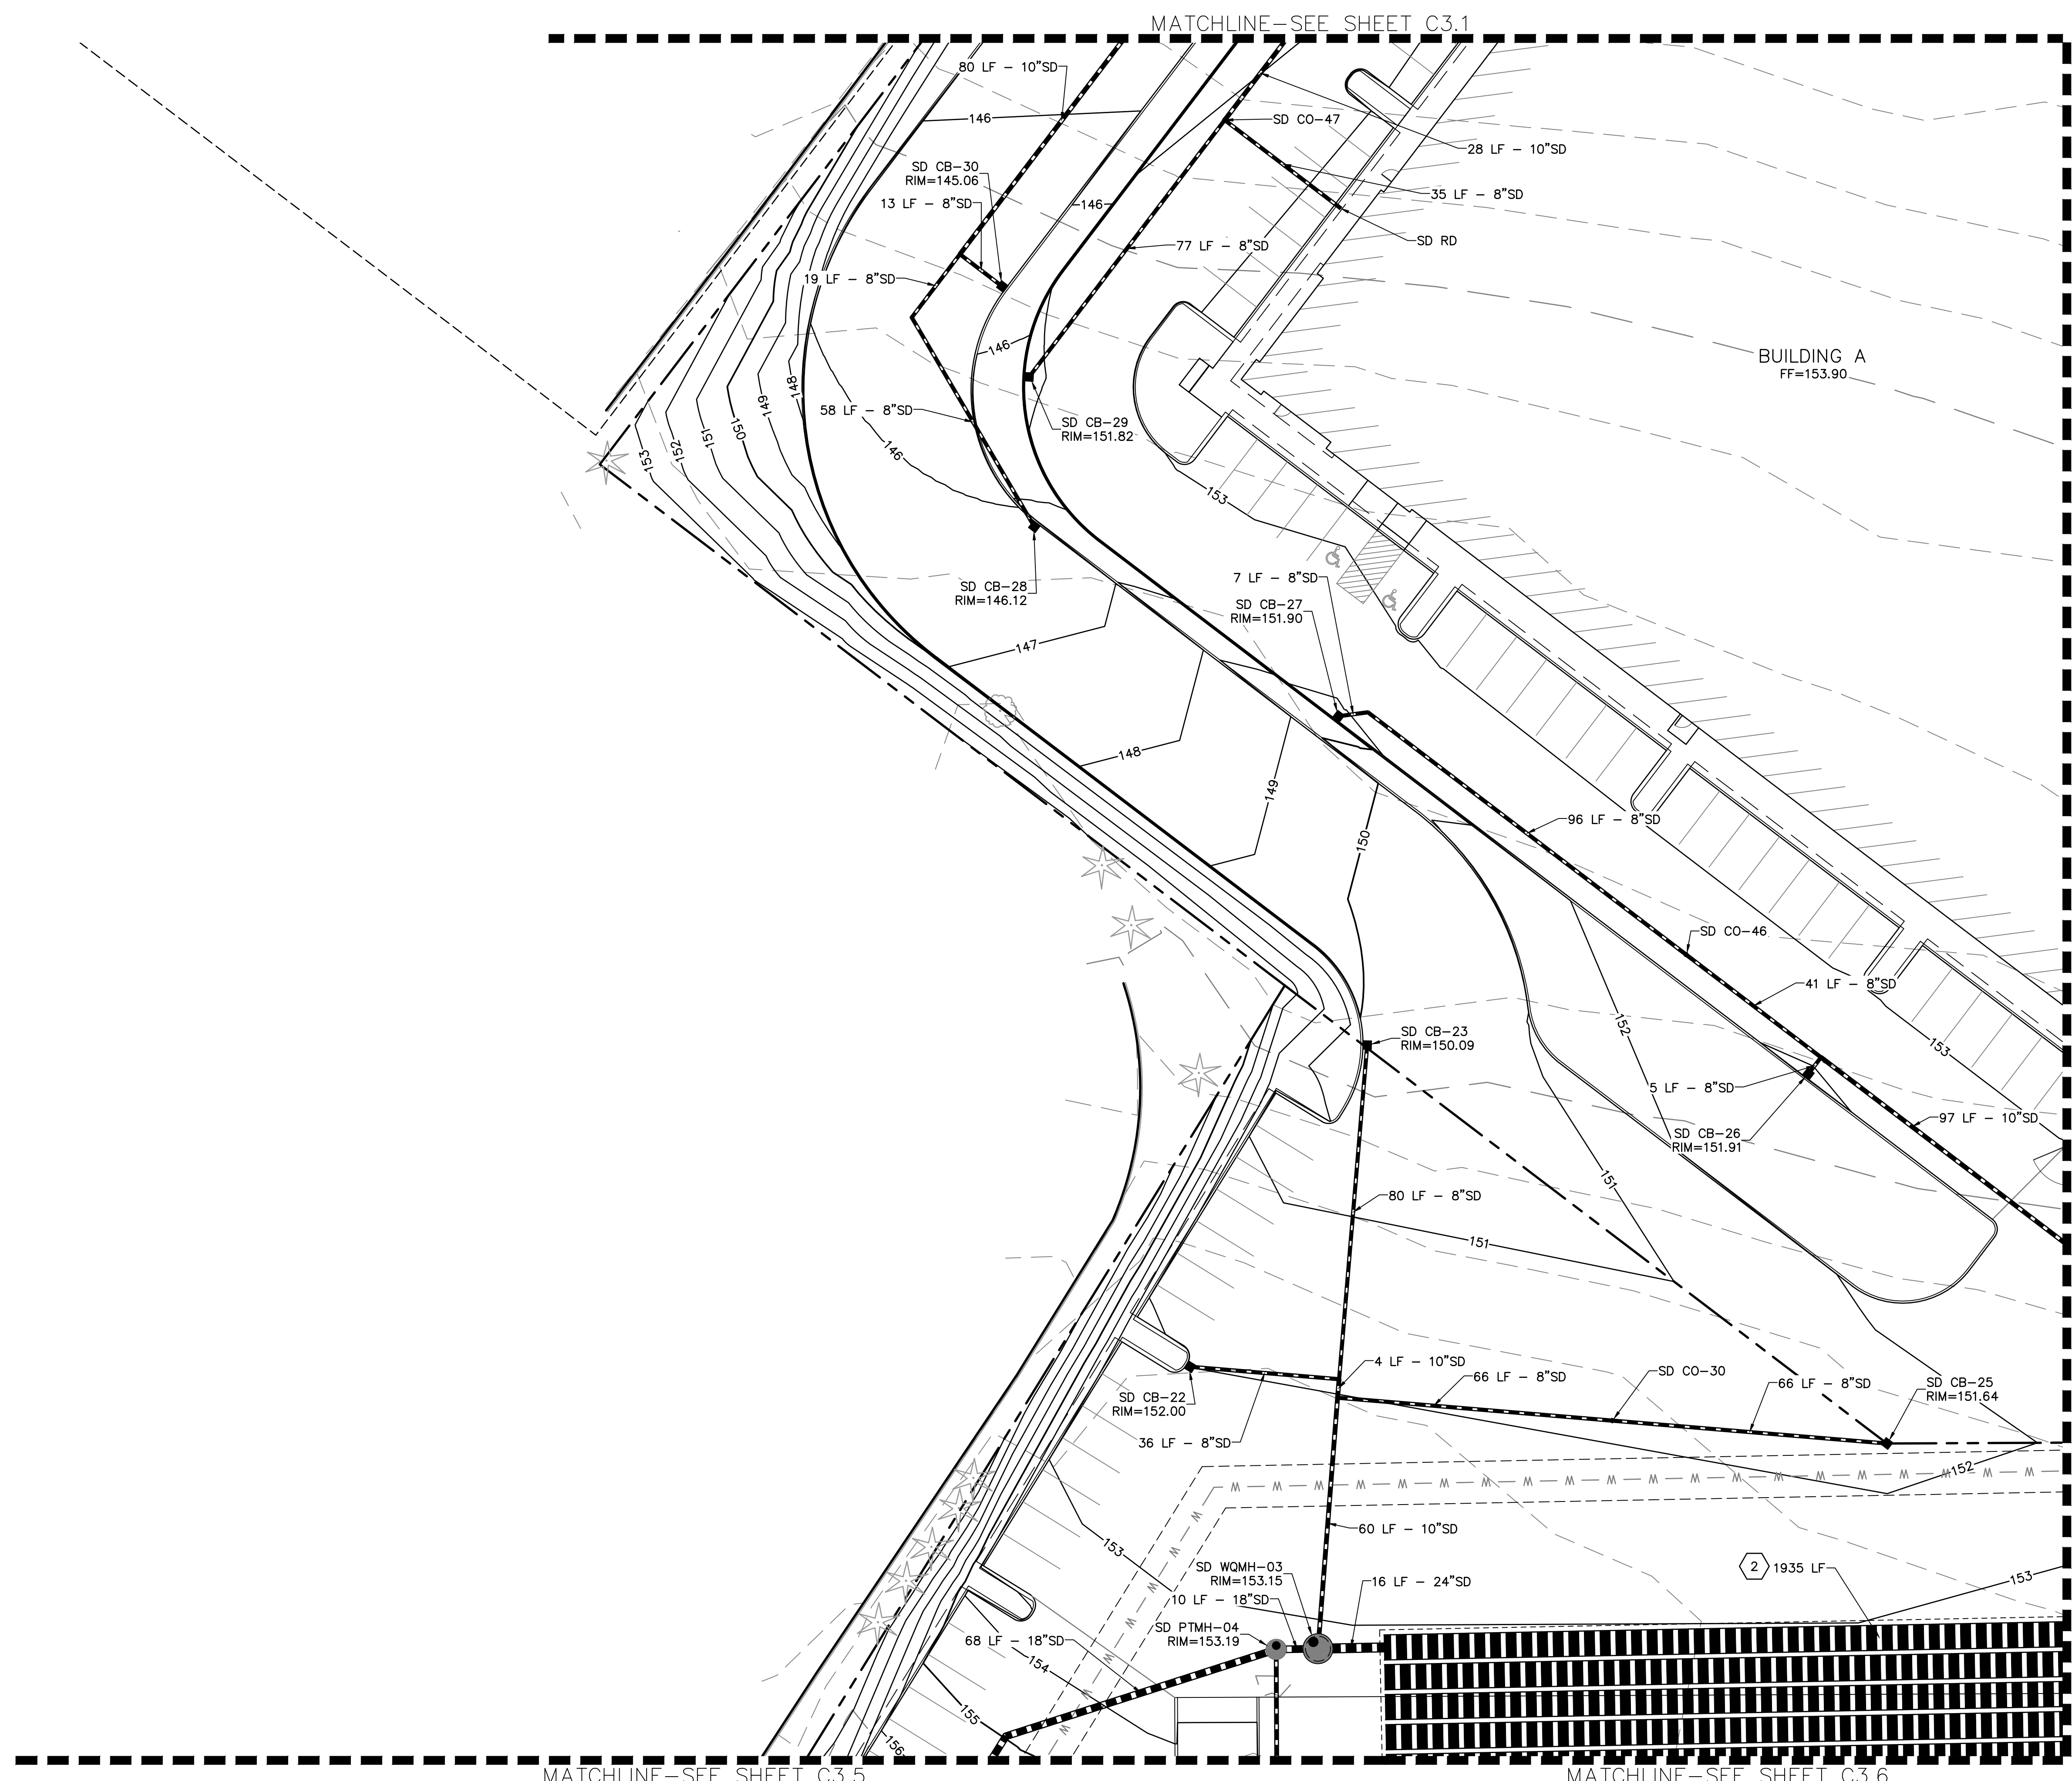 MATCHLINE-SEE SHEET C3.1
80 LF - 10"SD
146
SD CO-47
28 LF - 10"SD
SD CB-30
RIM=145.06
35 LF - 8"SD
13 LF - 8"SD
146
SD RD
77 LF - 8"SD
19 LF - 8"SD
146
BUILDING A
FF=153.90
148
149
150
151
152
153
58 LF - 8"SD
SD CB-29
RIM=151.82
146
153
7 LF - 8"SD
SD CB-28
RIM=146.12
SD CB-27
RIM=151.90
147
148
149
150
96 LF - 8"SD
SD CO-46
41 LF - 8"SD
152
SD CB-23
RIM=150.09
153
5 LF - 8"SD
97 LF - 10"SD
SD CB-26
RIM=151.91
151
80 LF - 8"SD
151
4 LF - 10"SD
66 LF - 8"SD
SD CO-30
66 LF - 8"SD
SD CB-25
RIM=151.64
SD CB-22
RIM=152.00
36 LF - 8"SD
152
W W W W W W W W W W W W W W W W W W W
W
W
W
W
W
W
60 LF - 10"SD
153
SD WQMH-03
RIM=153.15
16 LF - 24"SD
2 1935 LF
153
10 LF - 18"SD
SD PTMH-04
RIM=153.19
68 LF - 18"SD
154
155
156
MATCHLINE-SEE SHEET C3.5
MATCHLINE-SEE SHEET C3.6